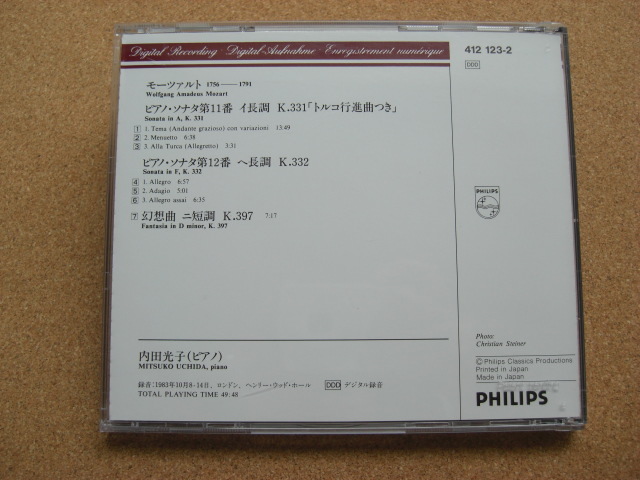 Digital Recording · Digital-Aufnahme · Enregistrement numérique
412 123-2
DDD
モーツァルト 1756——1791
Wolfgang Amadeus Mozart
ピアノ・ソナタ第11番 イ長調 K.331「トルコ行進曲つき」
Sonata in A, K. 331
1 1. Tema (Andante grazioso) con variazioni 13:49
2 2. Menuetto 6:38
3 3. Alla Turca (Allegretto) 3:31
ピアノ・ソナタ第12番 ヘ長調 K.332
Sonata in F, K. 332
4 1. Allegro 6:57
5 2. Adagio 5:01
6 3. Allegro assai 6:35
7 幻想曲 ニ短調 K.397 7:17
Fantasia in D minor, K. 397
PHILIPS
内田光子(ピアノ)
MITSUKO UCHIDA, piano
録音:1983年10月8-14日，ロンドン，ヘンリー・ウッド・ホール DDD デジタル録音
TOTAL PLAYING TIME 49:48
Photo:
Christian Steiner
℗ Philips Classics Productions
Printed in Japan
Made in Japan
PHILIPS